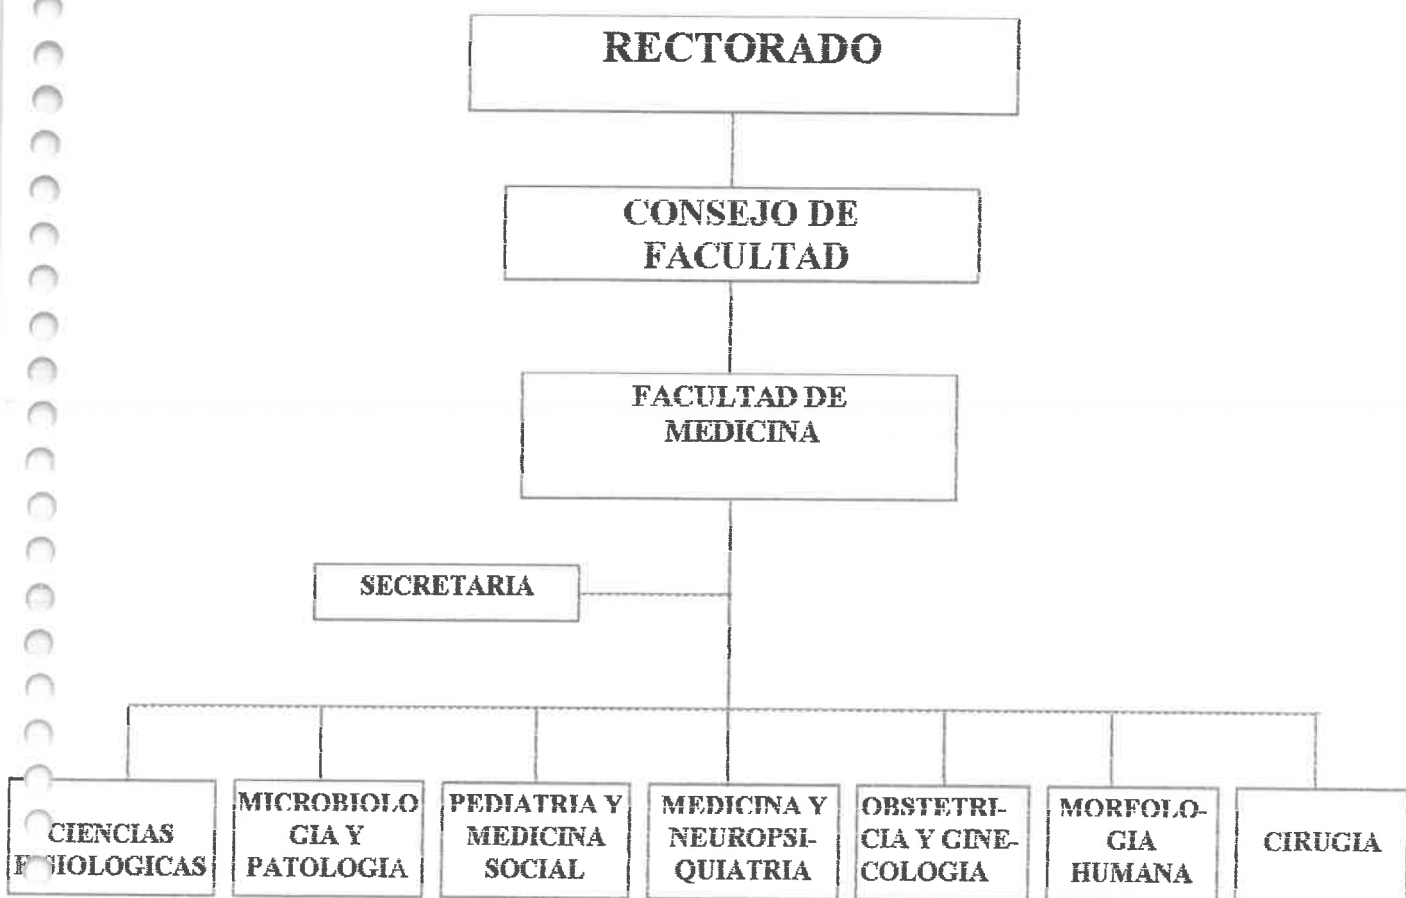 RECTORADO
CONSEJO DE
FACULTAD
FACULTAD DE
MEDICINA
SECRETARIA
CIENCIAS
FISIOLOGICAS
MICROBIOLO
GIA Y
PATOLOGIA
PEDIATRIA Y
MEDICINA
SOCIAL
MEDICINA Y
NEUROPSI-
QUIATRIA
OBSTETRI-
CIA Y GINE-
COLOGIA
MORFOLO-
GIA
HUMANA
CIRUGIA